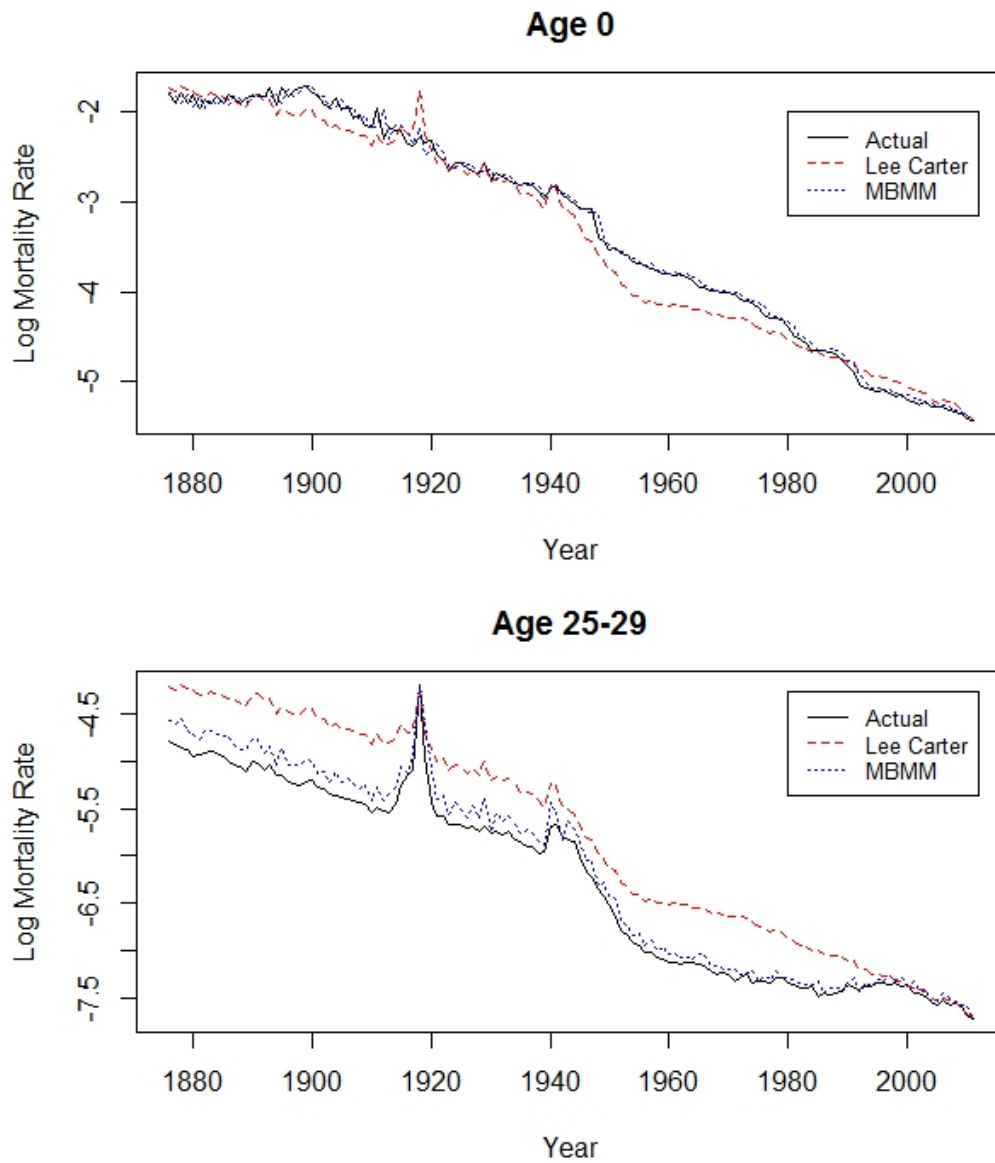 Age 0
Log Mortality Rate
-2
-3
-4
-5
Actual
Lee Carter
MBMM
1880 1900 1920 1940 1960 1980 2000
Year
Age 25-29
Log Mortality Rate
-4.5
-5.5
-6.5
-7.5
Actual
Lee Carter
MBMM
1880 1900 1920 1940 1960 1980 2000
Year